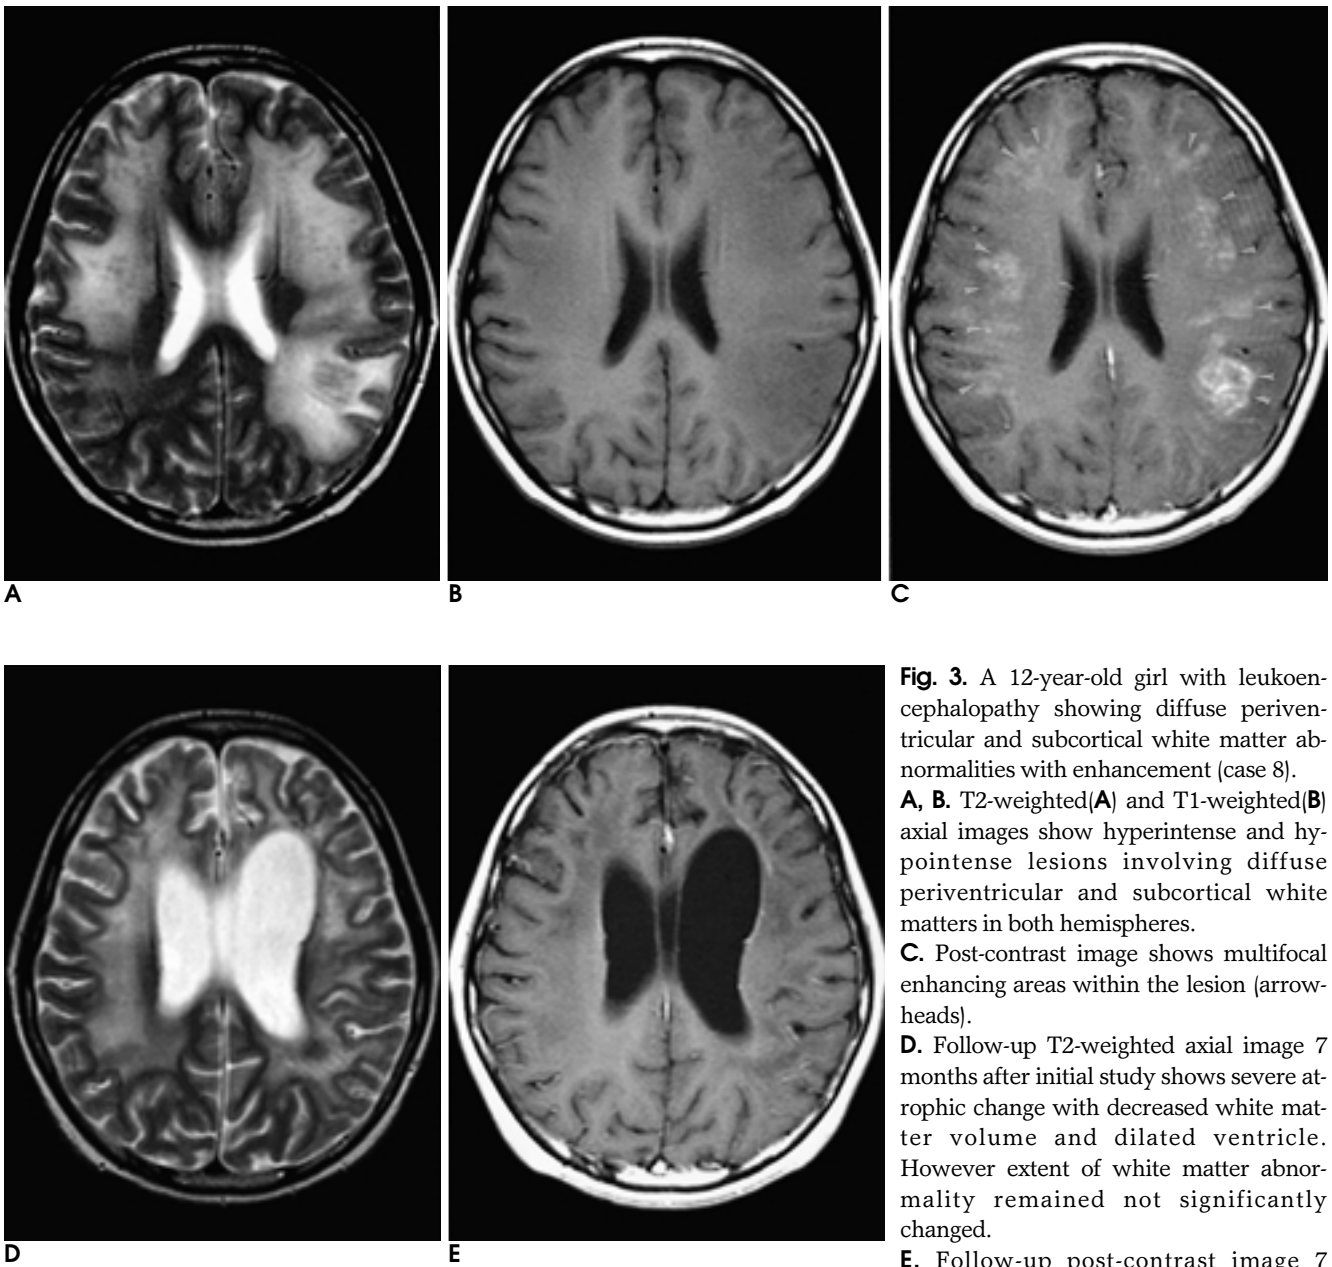 A
B
C
D
E
Fig. 3. A 12-year-old girl with leukoen-
cephalopathy showing diffuse periven-
tricular and subcortical white matter ab-
normalities with enhancement (case 8).
A, B. T2-weighted(A) and T1-weighted(B)
axial images show hyperintense and hy-
pointense lesions involving diffuse
periventricular and subcortical white
matters in both hemispheres.
C. Post-contrast image shows multifocal
enhancing areas within the lesion (arrow-
heads).
D. Follow-up T2-weighted axial image 7
months after initial study shows severe at-
rophic change with decreased white mat-
ter volume and dilated ventricle.
However extent of white matter abnor-
mality remained not significantly
changed.
E. Follow-up post-contrast image 7